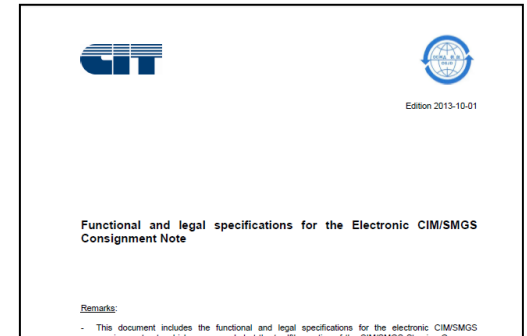 CIT
Edition 2013-10-01
Functional and legal specifications for the Electronic CIM/SMGS
Consignment Note
Remarks:
- This document includes the functional and legal specifications for the electronic CIM/SMGS